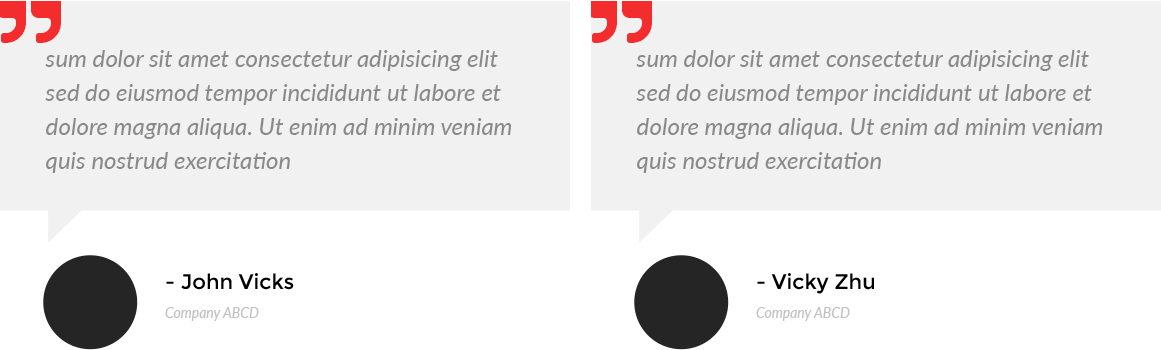 sum dolor sit amet consectetur adipisicing elit
sed do eiusmod tempor incididunt ut labore et
dolore magna aliqua. Ut enim ad minim veniam
quis nostrud exercitation
- John Vicks
Company ABCD
sum dolor sit amet consectetur adipisicing elit
sed do eiusmod tempor incididunt ut labore et
dolore magna aliqua. Ut enim ad minim veniam
quis nostrud exercitation
- Vicky Zhu
Company ABCD